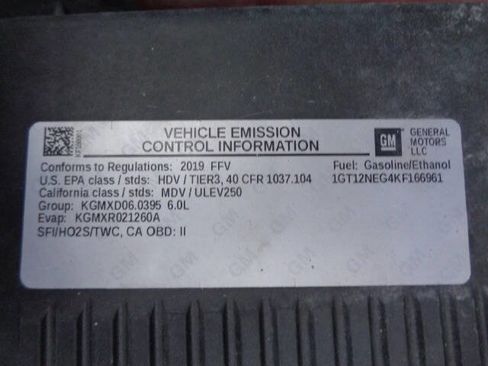 VEHICLE EMISSION
CONTROL INFORMATION
GM
GENERAL
MOTORS
LLC
Conforms to Regulations: 2019 FFV
Fuel: Gasoline/Ethanol
U.S. EPA class / stds: HDV / TIER3, 40 CFR 1037.104
1GT12NEG4KF166961
California class / stds: MDV / ULEV250
Group: KGMXD06.0395 6.0L
Evap: KGMXR021260A
SFI/HO2S/TWC, CA OBD: II